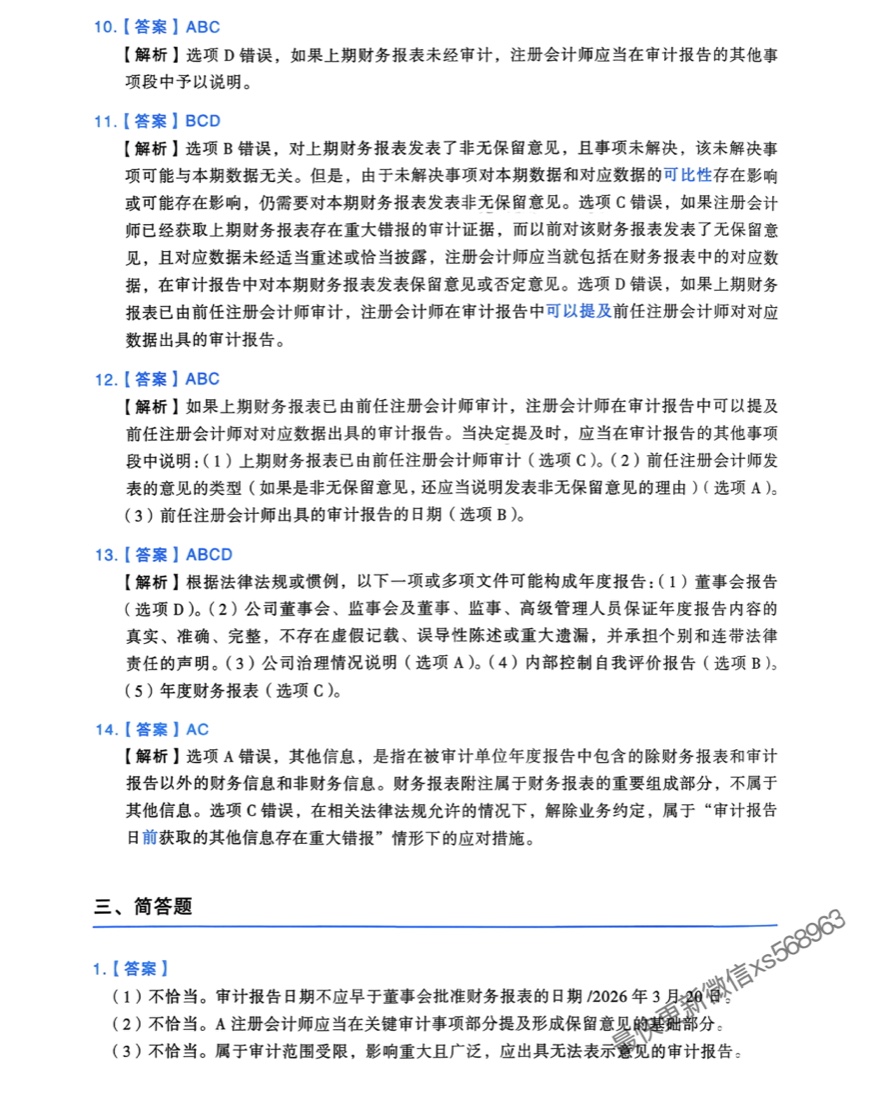 10.【答案】ABC
【解析】选项 D 错误，如果上期财务报表未经审计，注册会计师应当在审计报告的其他事
项段中予以说明。
11.【答案】BCD
【解析】选项 B 错误，对上期财务报表发表了非无保留意见，且事项未解决，该未解决事
项可能与本期数据无关。但是，由于未解决事项对本期数据和对应数据的可比性存在影响
或可能存在影响，仍需要对本期财务报表发表非无保留意见。选项 C 错误，如果注册会计
师已经获取上期财务报表存在重大错报的审计证据，而以前对该财务报表发表了无保留意
见，且对应数据未经适当重述或恰当披露，注册会计师应当就包括在财务报表中的对应数
据，在审计报告中对本期财务报表发表保留意见或否定意见。选项 D 错误，如果上期财务
报表已由前任注册会计师审计，注册会计师在审计报告中可以提及前任注册会计师对对应
数据出具的审计报告。
12.【答案】ABC
【解析】如果上期财务报表已由前任注册会计师审计，注册会计师在审计报告中可以提及
前任注册会计师对对应数据出具的审计报告。当决定提及时，应当在审计报告的其他事项
段中说明：（1）上期财务报表已由前任注册会计师审计（选项 C）。（2）前任注册会计师发
表的意见的类型（如果是非无保留意见，还应当说明发表非无保留意见的理由）（选项 A）。
（3）前任注册会计师出具的审计报告的日期（选项 B）。
13.【答案】ABCD
【解析】根据法律法规或惯例，以下一项或多项文件可能构成年度报告：（1）董事会报告
（选项 D）。（2）公司董事会、监事会及董事、监事、高级管理人员保证年度报告内容的
真实、准确、完整，不存在虚假记载、误导性陈述或重大遗漏，并承担个别和连带法律
责任的声明。（3）公司治理情况说明（选项 A）。（4）内部控制自我评价报告（选项 B）。
（5）年度财务报表（选项 C）。
14.【答案】AC
【解析】选项 A 错误，其他信息，是指在被审计单位年度报告中包含的除财务报表和审计
报告以外的财务信息和非财务信息。财务报表附注属于财务报表的重要组成部分，不属于
其他信息。选项 C 错误，在相关法律法规允许的情况下，解除业务约定，属于“审计报告
日前获取的其他信息存在重大错报”情形下的应对措施。
三、简答题
1.【答案】
（1）不恰当。审计报告日期不应早于董事会批准财务报表的日期 /2026 年 3 月 20 日。
（2）不恰当。A 注册会计师应当在关键审计事项部分提及形成保留意见的基础部分。
（3）不恰当。属于审计范围受限，影响重大且广泛，应出具无法表示意见的审计报告。
最快更新微信xs568963